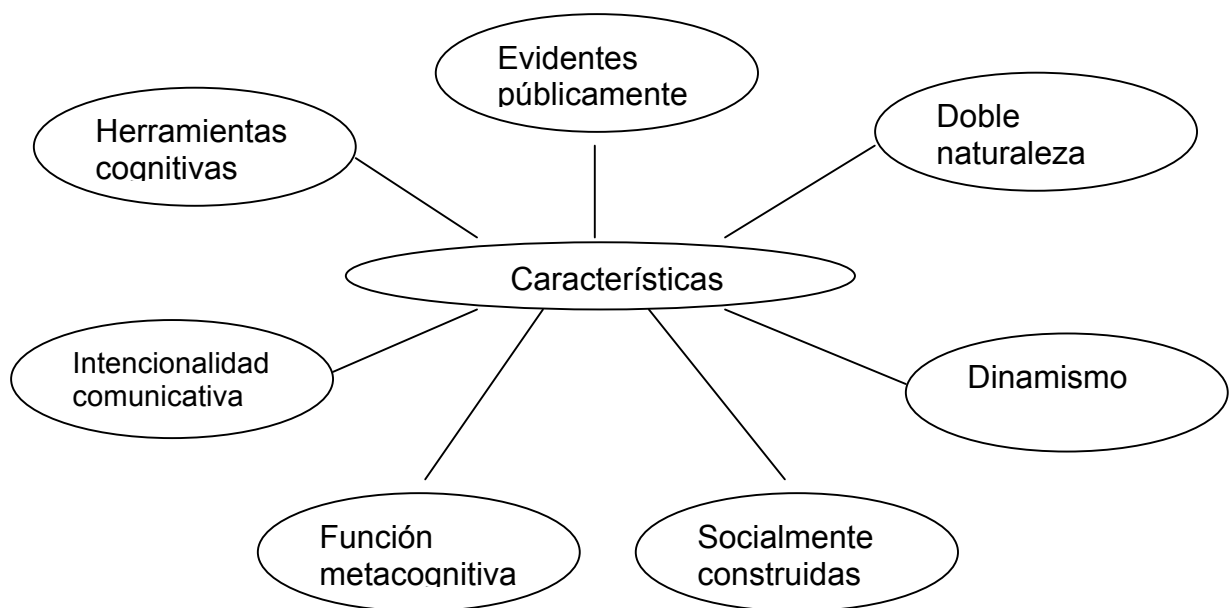 Evidentes
públicamente
Herramientas
cognitivas
Doble
naturaleza
Características
Intencionalidad
comunicativa
Dinamismo
Función
metacognitiva
Socialmente
construidas